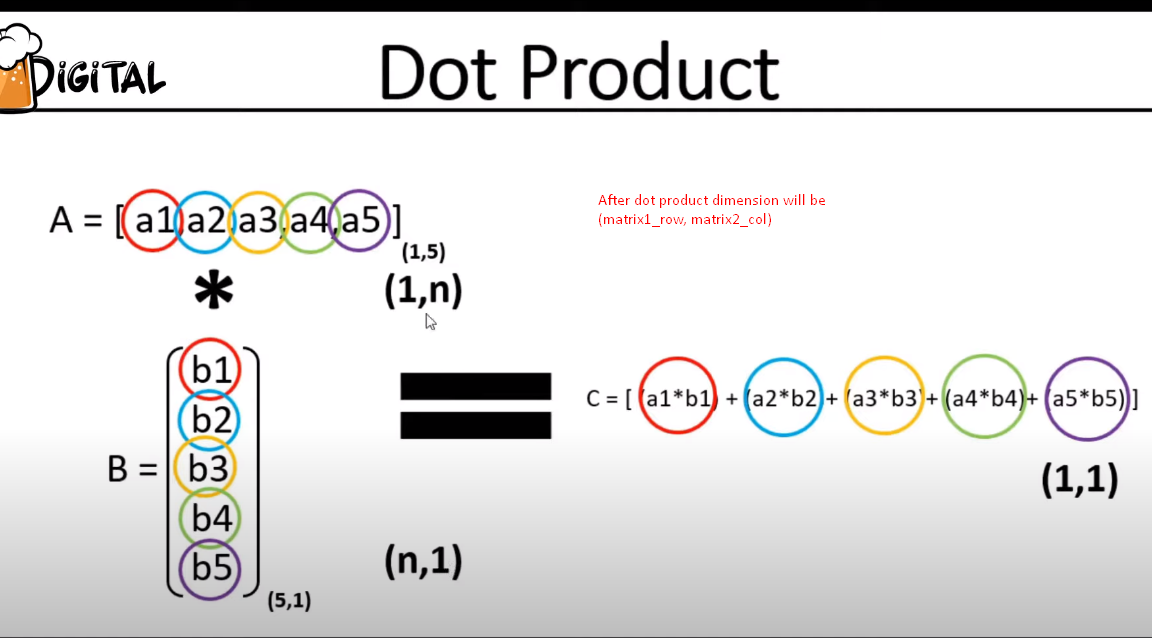 DiGiTAL
Dot Product
A = [ a1,a2,a3,a4,a5 ]
(1,5)
After dot product dimension will be
(matrix1_row, matrix2_col)
*
(1,n)
b1
b2
B = b3
b4
b5
(5,1)
(n,1)
=
C = [ (a1*b1) + (a2*b2) + (a3*b3) + (a4*b4)+ (a5*b5) ]
(1,1)